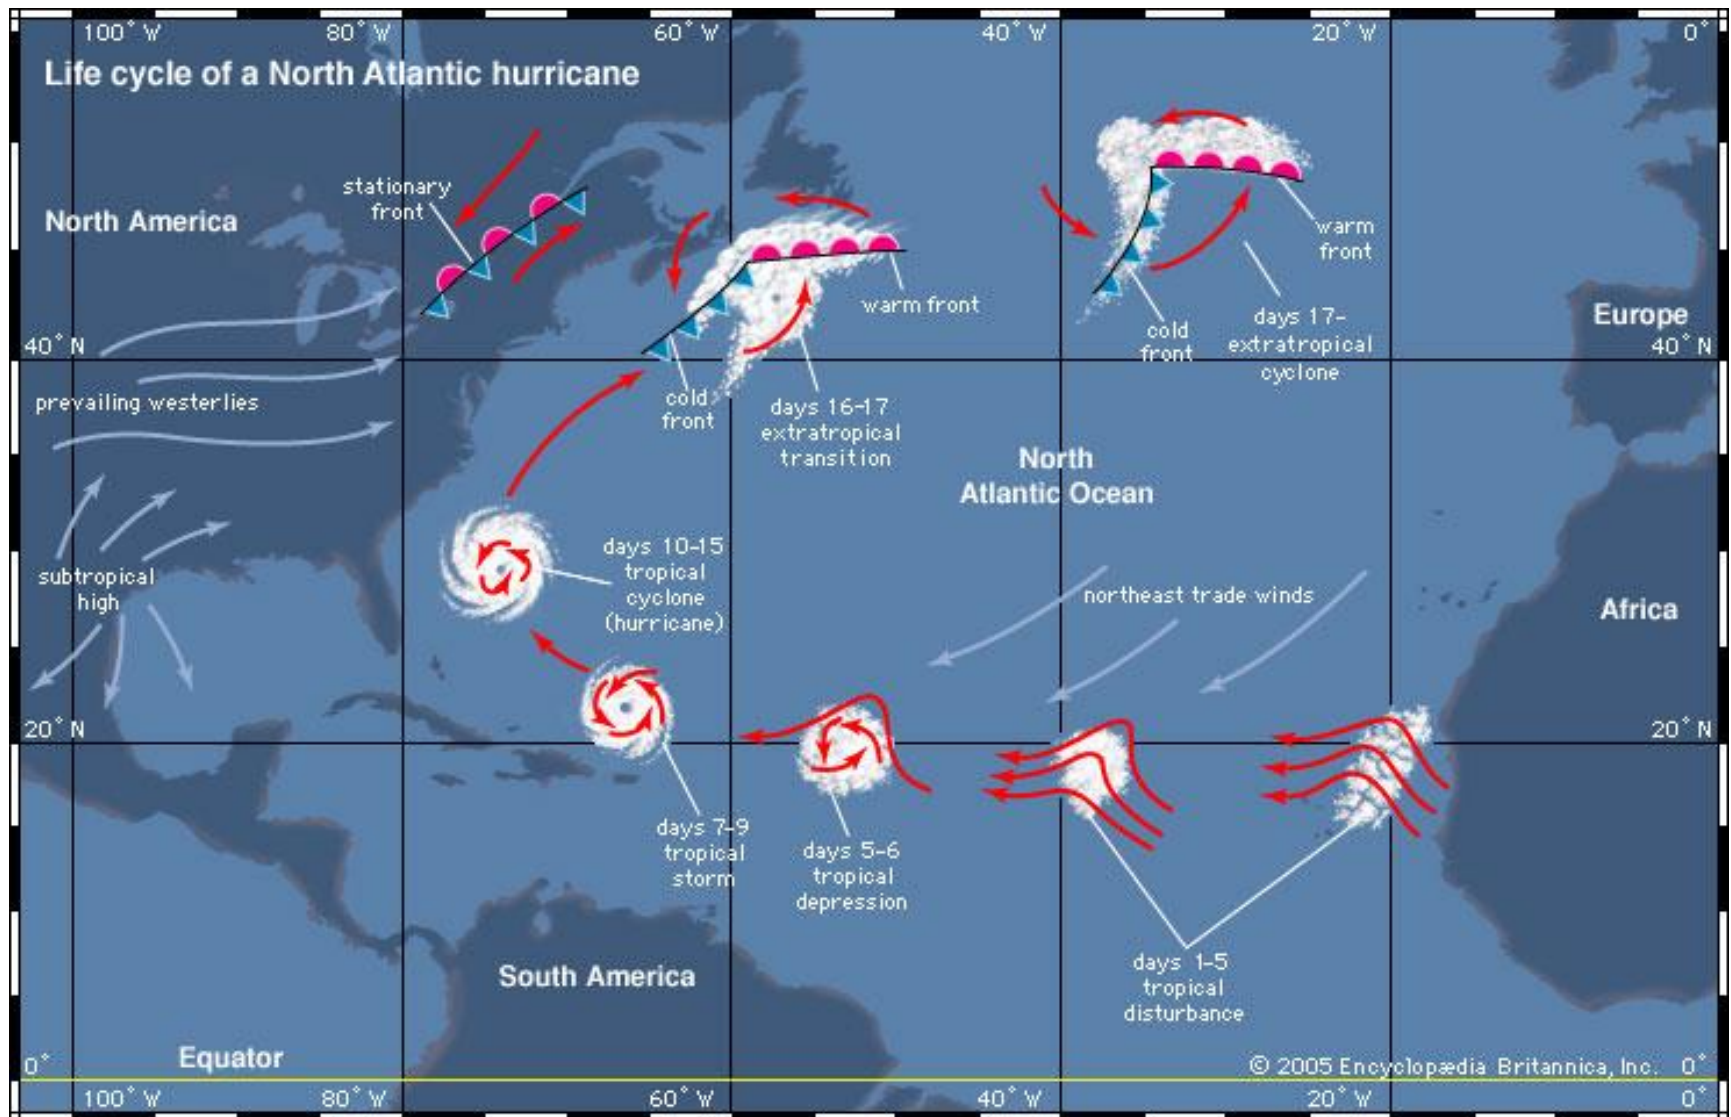 100° W
80° W
60° W
40° W
20° W
0°
Life cycle of a North Atlantic hurricane
North America
stationary
front
warm
front
warm front
cold
front
days 17-
extratropical
cyclone
Europe
40° N
40° N
prevailing westerlies
cold
front
days 16-17
extratropical
transition
North
Atlantic Ocean
subtropical
high
days 10-15
tropical
cyclone
(hurricane)
northeast trade winds
Africa
20° N
20° N
days 7-9
tropical
storm
days 5-6
tropical
depression
days 1-5
tropical
disturbance
South America
Equator
© 2005 Encyclopædia Britannica, Inc.
0°
0°
100° W
80° W
60° W
40° W
20° W
0°